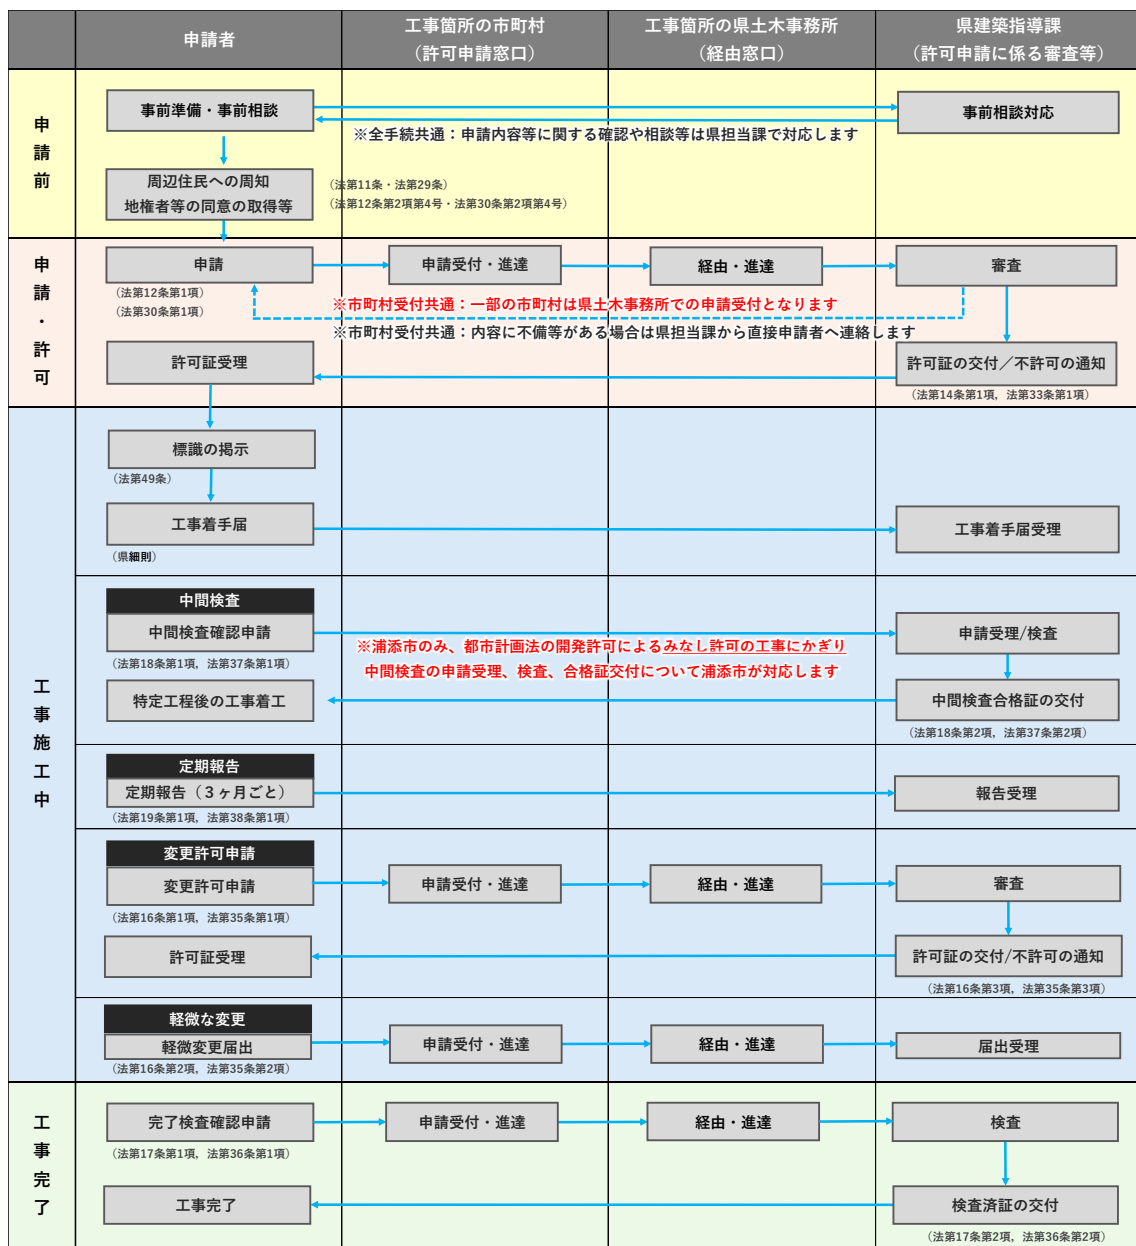 申請者
工事箇所の市町村
（許可申請窓口）
工事箇所の県土木事務所
（経由窓口）
県建築指導課
（許可申請に係る審査等）
申請前
事前準備・事前相談
事前相談対応
※全手続共通：申請内容等に関する確認や相談等は県担当課で対応します
周辺住民への周知
地権者等の同意の取得等
（法第11条・法第29条）
（法第12条第2項第4号・法第30条第2項第4号）
申請・許可
申請
申請受付・進達
経由・進達
審査
（法第12条第1項）
（法第30条第1項）
※市町村受付共通：一部の市町村は県土木事務所での申請受付となります
※市町村受付共通：内容に不備等がある場合は県担当課から直接申請者へ連絡します
許可証受理
許可証の交付／不許可の通知
（法第14条第1項，法第33条第1項）
工事施工中
標識の掲示
（法第49条）
工事着手届
工事着手届受理
（県細則）
中間検査
中間検査確認申請
申請受理/検査
（法第18条第1項，法第37条第1項）
※浦添市のみ、都市計画法の開発許可によるみなし許可の工事にかぎり
中間検査の申請受理、検査、合格証交付について浦添市が対応します
特定工程後の工事着工
中間検査合格証の交付
（法第18条第2項，法第37条第2項）
定期報告
定期報告（３ヶ月ごと）
報告受理
（法第19条第1項，法第38条第1項）
変更許可申請
変更許可申請
申請受付・進達
経由・進達
審査
（法第16条第1項，法第35条第1項）
許可証受理
許可証の交付/不許可の通知
（法第16条第3項，法第35条第3項）
軽微な変更
軽微変更届出
申請受付・進達
経由・進達
届出受理
（法第16条第2項，法第35条第2項）
工事完了
完了検査確認申請
申請受付・進達
経由・進達
検査
（法第17条第1項，法第36条第1項）
工事完了
検査済証の交付
（法第17条第2項，法第36条第2項）